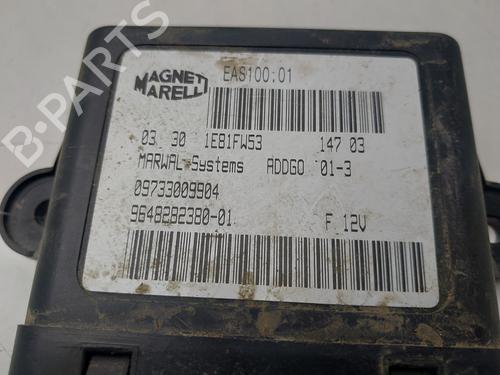 MAGNETI
MARELLI
EAS100.01
03 30 1E81FW53 147 03
MARWAL Systems ADDGO 01-3
09733009904
9648282380-01 F 12V
B-PARTS